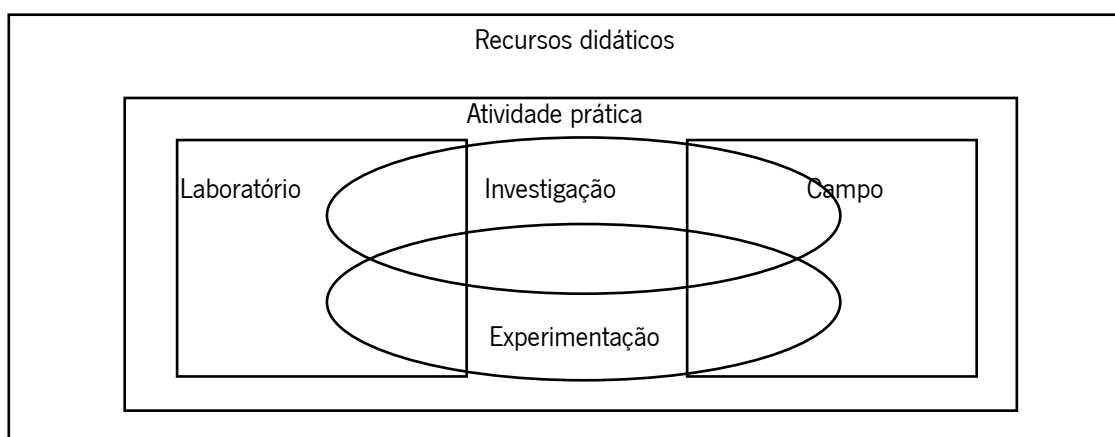 Recursos didáticos
Atividade prática
Laboratório
Investigação
Campo
Experimentação